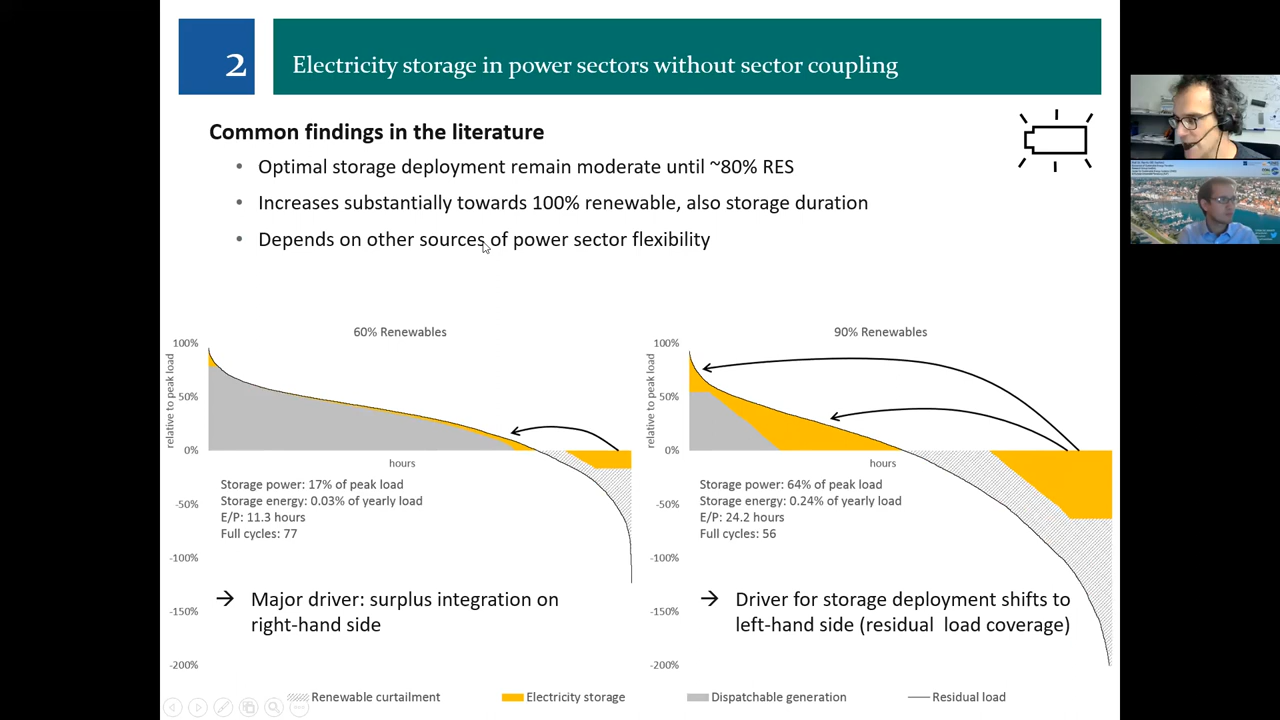 2
Electricity storage in power sectors without sector coupling
Common findings in the literature
• Optimal storage deployment remain moderate until ~80% RES
• Increases substantially towards 100% renewable, also storage duration
• Depends on other sources of power sector flexibility
60% Renewables
relative to peak load
100%
50%
0%
-50%
-100%
-150%
-200%
hours
Storage power: 17% of peak load
Storage energy: 0.03% of yearly load
E/P: 11.3 hours
Full cycles: 77
→ Major driver: surplus integration on
right-hand side
90% Renewables
relative to peak load
100%
50%
0%
-50%
-100%
-150%
-200%
hours
Storage power: 64% of peak load
Storage energy: 0.24% of yearly load
E/P: 24.2 hours
Full cycles: 56
→ Driver for storage deployment shifts to
left-hand side (residual load coverage)
Renewable curtailment
Electricity storage
Dispatchable generation
Residual load